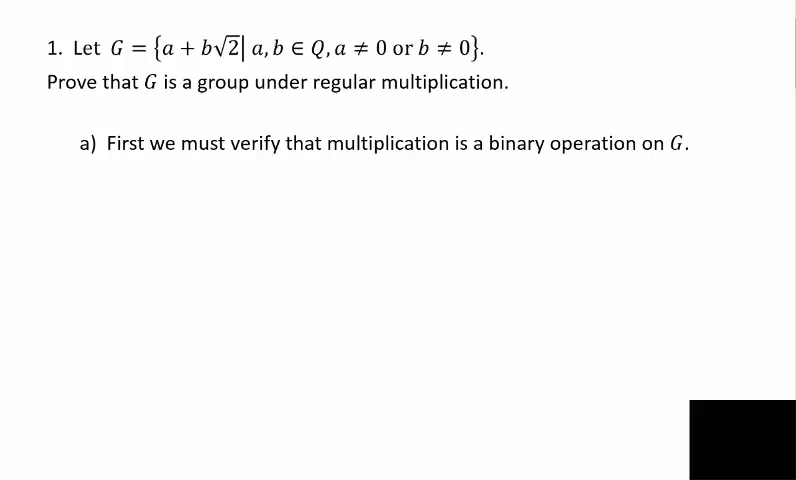 1. Let G = {a + b√2| a, b ∈ Q, a ≠ 0 or b ≠ 0}.
Prove that G is a group under regular multiplication.
a) First we must verify that multiplication is a binary operation on G.